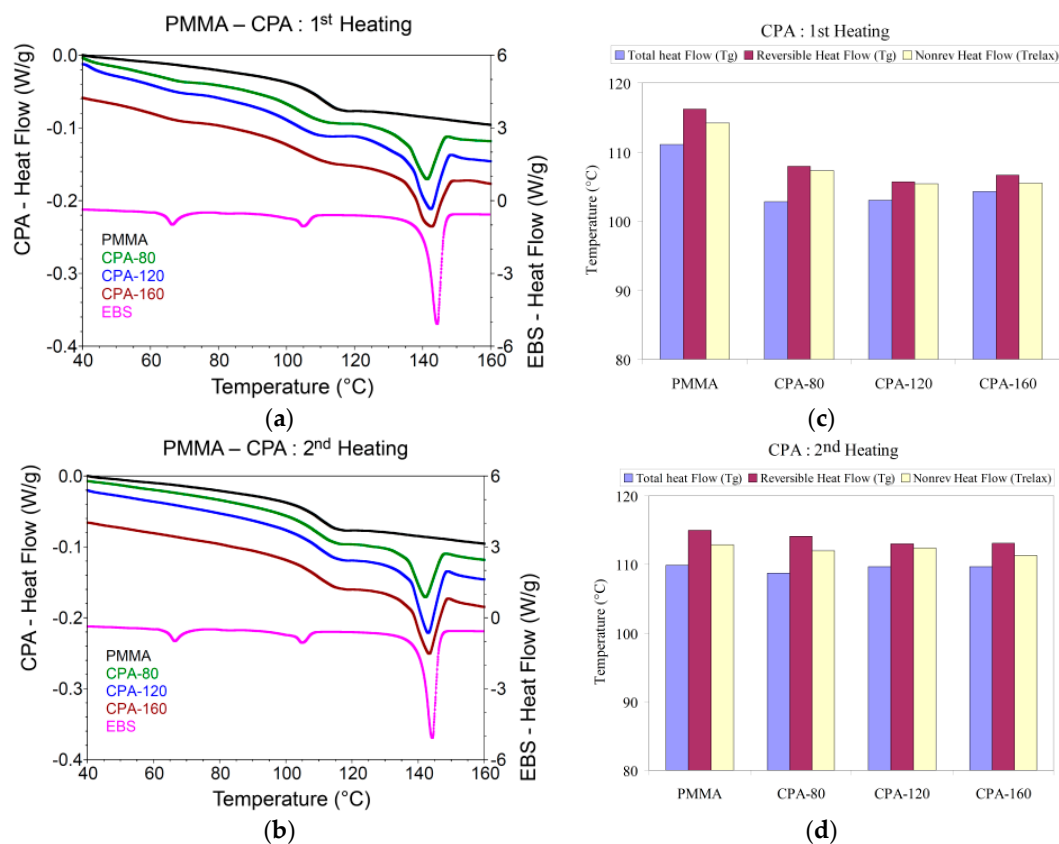 PMMA – CPA : 1st Heating
0.0
-0.1
-0.2
-0.3
-0.4
CPA - Heat Flow (W/g)
6
3
0
-3
-6
EBS - Heat Flow (W/g)
PMMA
CPA-80
CPA-120
CPA-160
EBS
40 60 80 100 120 140 160
Temperature (°C)
(a)
CPA : 1st Heating
Total heat Flow (Tg) Reversible Heat Flow (Tg) Nonrev Heat Flow (Trelax)
120
110
100
90
80
Temperature (°C)
PMMA CPA-80 CPA-120 CPA-160
(c)
PMMA – CPA : 2nd Heating
0.0
-0.1
-0.2
-0.3
-0.4
CPA - Heat Flow (W/g)
6
3
0
-3
-6
EBS - Heat Flow (W/g)
PMMA
CPA-80
CPA-120
CPA-160
EBS
40 60 80 100 120 140 160
Temperature (°C)
(b)
CPA : 2nd Heating
Total heat Flow (Tg) Reversible Heat Flow (Tg) Nonrev Heat Flow (Trelax)
120
110
100
90
80
Temperature (°C)
PMMA CPA-80 CPA-120 CPA-160
(d)